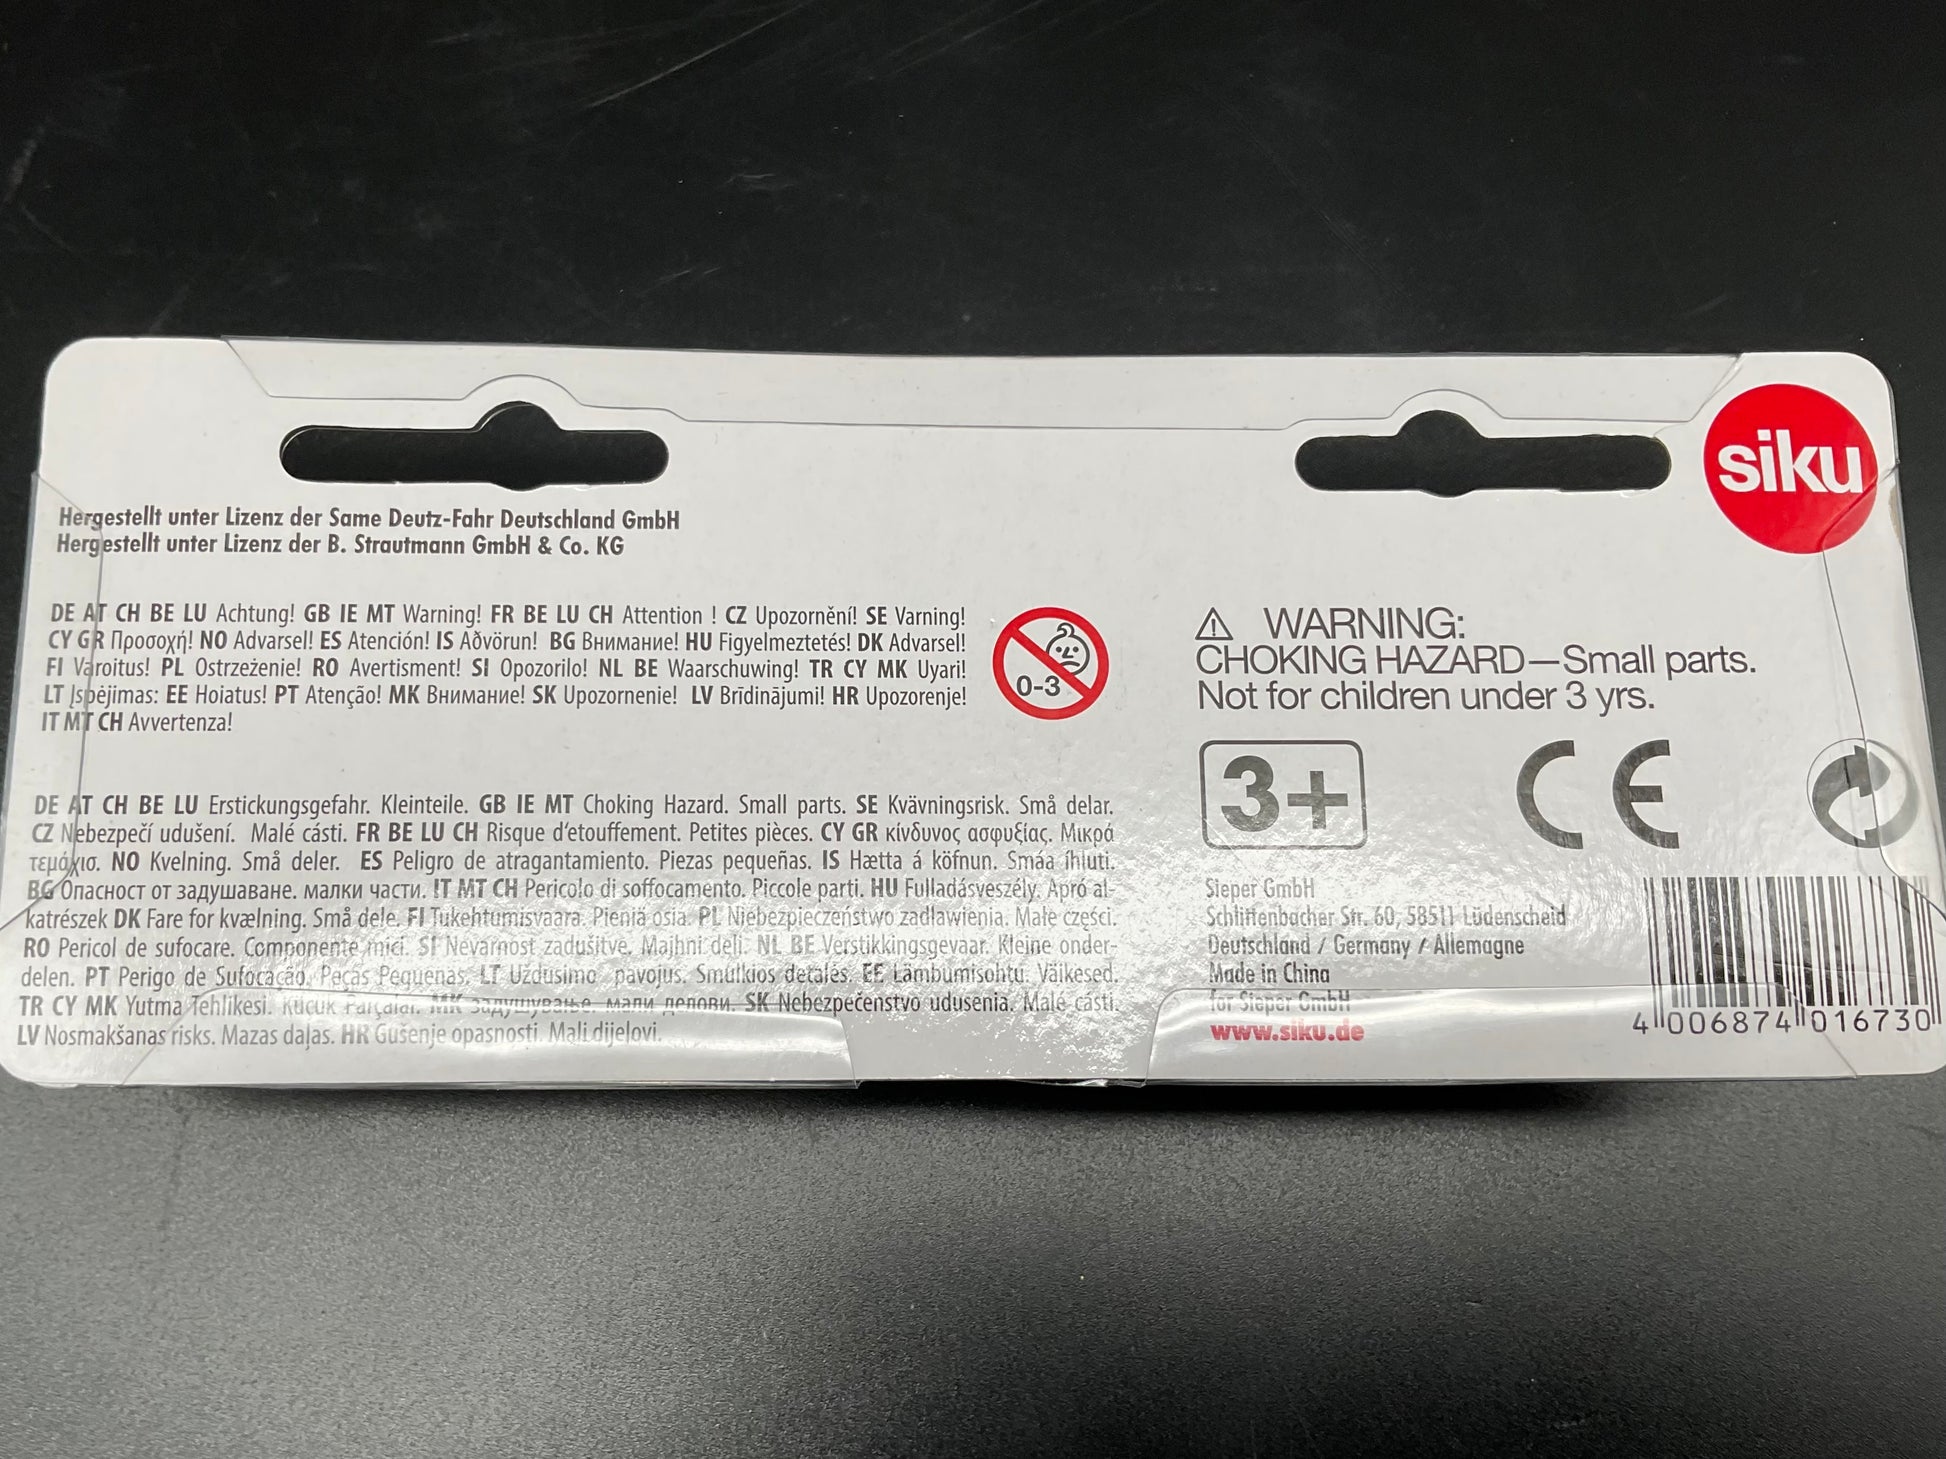 siku
Hergestellt unter Lizenz der Same Deutz-Fahr Deutschland GmbH
Hergestellt unter Lizenz der B. Strautmann GmbH & Co. KG
DE AT CH BE LU Achtung! GB IE MT Warning! FR BE LU CH Attention ! CZ Upozornění! SE Varning!
CY GR Προσοχή! NO Advarsel! ES Atención! IS Aðvörun! BG Внимание! HU Figyelmeztetés! DK Advarsel!
FI Varoitus! PL Ostrzeżenie! RO Avertisment! SI Opozorilo! NL BE Waarschuwing! TR CY MK Uyari!
LT Įspėjimas: EE Hoiatus! PT Atenção! MK Внимание! SK Upozornenie! LV Brīdinājumi! HR Upozorenje!
IT MT CH Avvertenza!
0-3
DE AT CH BE LU Erstickungsgefahr. Kleinteile. GB IE MT Choking Hazard. Small parts. SE Kvävningsrisk. Små delar.
CZ Nebezpečí udušení. Malé cásti. FR BE LU CH Risque d'etouffement. Petites pièces. CY GR κίνδυνος ασφυξίας. Μικρά
τεμάχιο. NO Kvelning. Små deler. ES Peligro de atragantamiento. Piezas pequeñas. IS Hætta á köfnun. Smáa íhluti.
BG Опасност от задушаване. малки части. IT MT CH Pericolo di soffocamento. Piccole parti. HU Fulladásveszély. Apró al-
katrészek DK Fare for kvælning. Små dele. FI Tukehtumisvaara. Pieniä osia. PL Niebezpieczeństwo zadławienia. Małe części.
RO Pericol de sufocare. Componente mici. SI Nevarnost zadušitve. Majhni deli. NL BE Verstikkingsgevaar. Kleine onder-
delen. PT Perigo de Sufocação. Peças Pequenas. LT Uždusimo pavojus. Smulkios detalės. EE Lämbumisohtu. Väikesed.
TR CY MK Yutma Tehlikesi. Küçük Parçalar. MK задушување. мали делови. SK Nebezpečenstvo udusenia. Malé cásti.
LV Nosmakšanas risks. Mazas daļas. HR Gušenje opasnosti. Mali dijelovi.
WARNING:
CHOKING HAZARD—Small parts.
Not for children under 3 yrs.
3+
CE
Sieper GmbH
Schlittenbacher Str. 60, 58511 Lüdenscheid
Deutschland / Germany / Allemagne
Made in China
for Sieper GmbH
www.siku.de
4 006874 016730